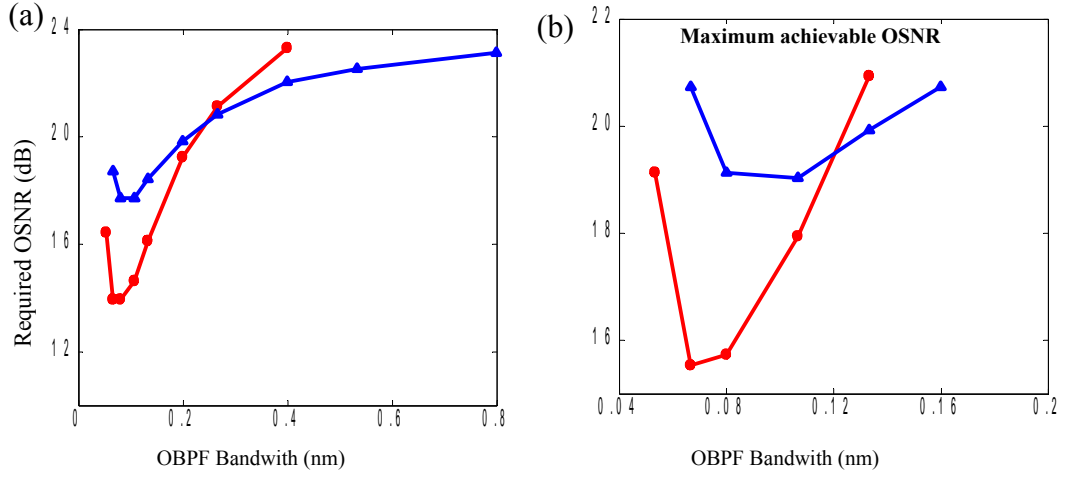 (a)
24
20
16
12
Required OSNR (dB)
0 0.2 0.4 0.6 0.8
OBPF Bandwith (nm)
(b)
Maximum achievable OSNR
22
20
18
16
0.04 0.08 0.12 0.16 0.2
OBPF Bandwith (nm)